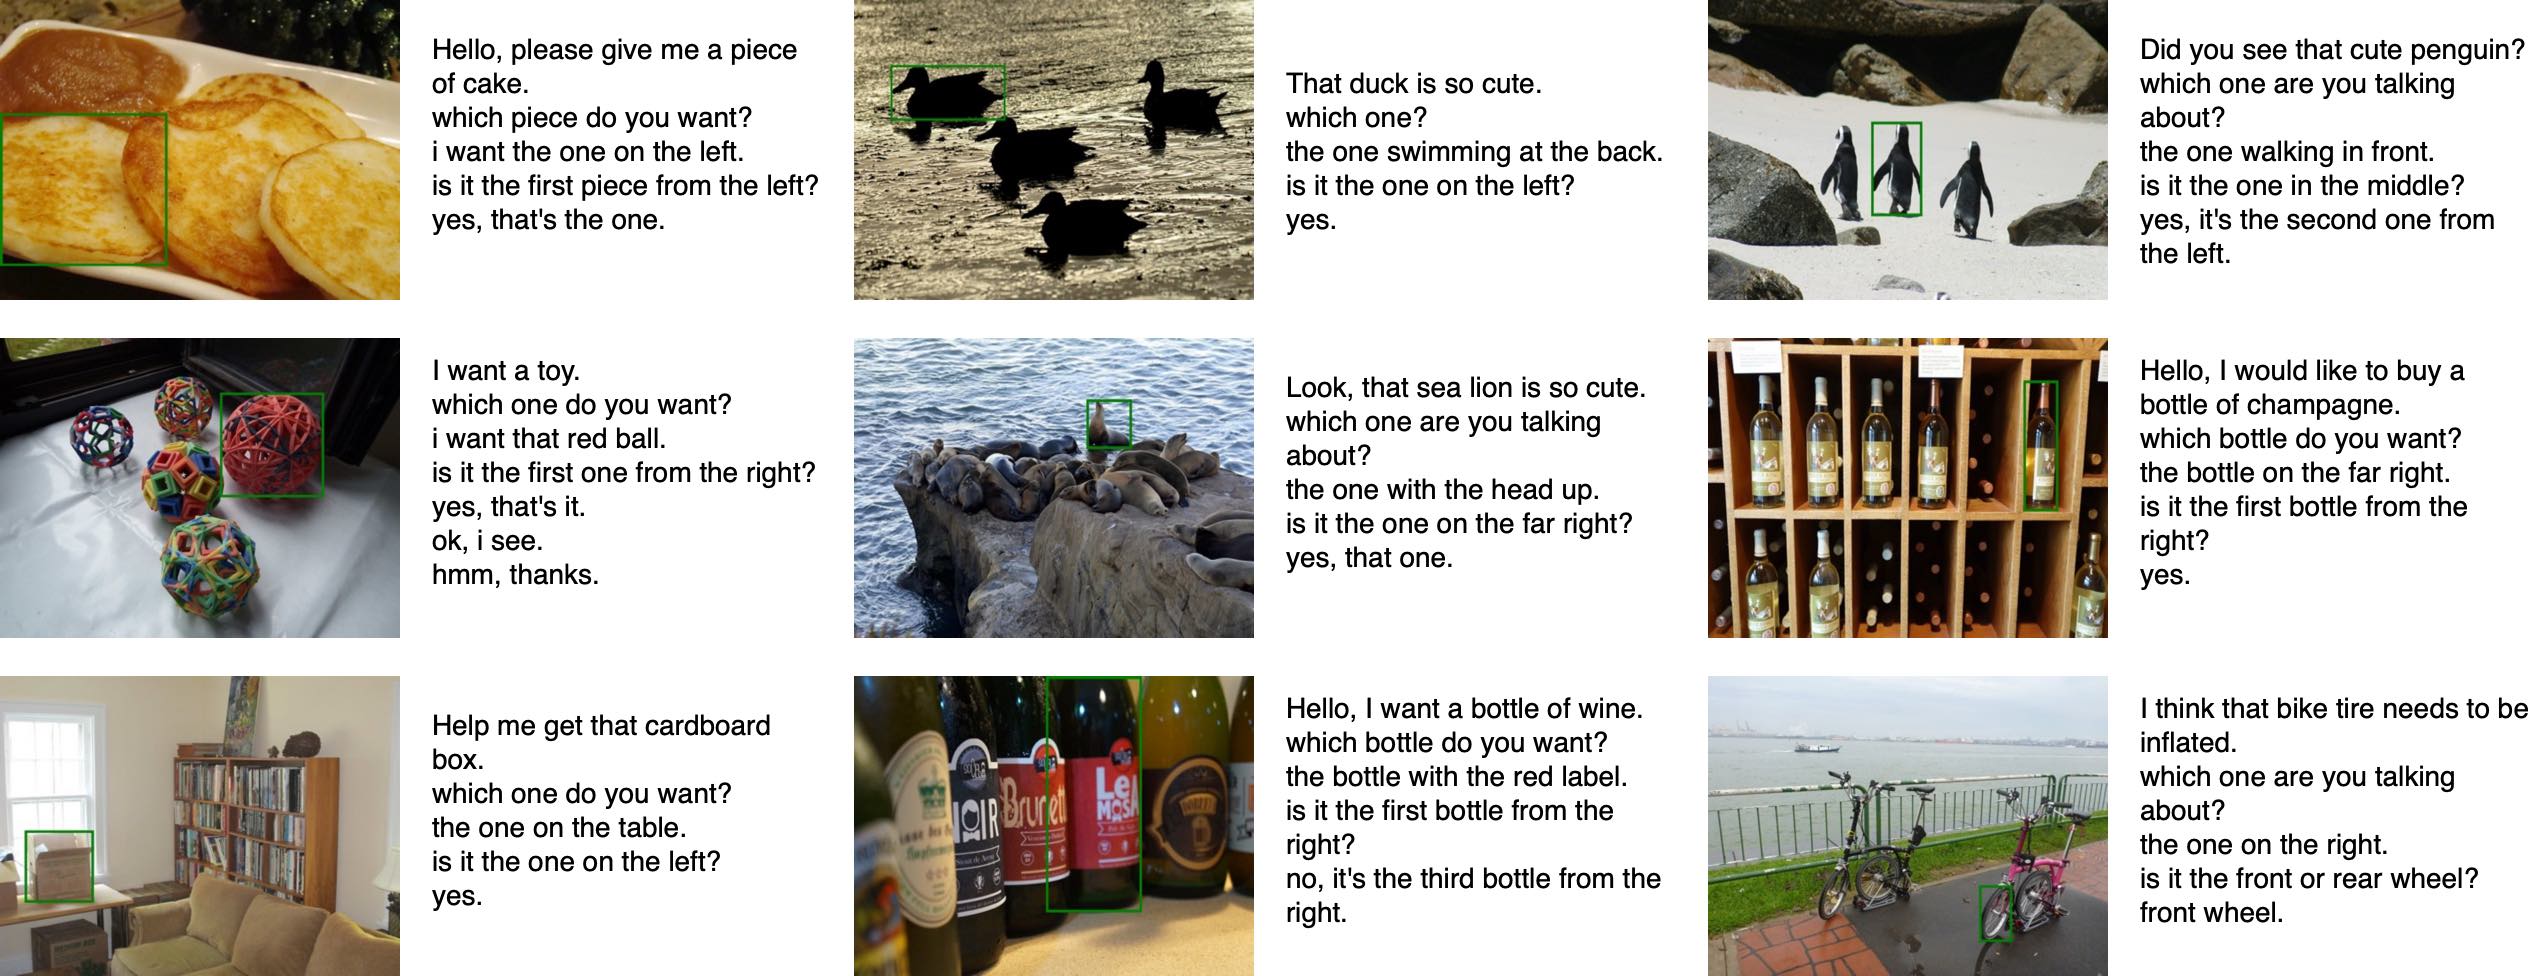 Hello, please give me a piece
of cake.
which piece do you want?
i want the one on the left.
is it the first piece from the left?
yes, that's the one.
That duck is so cute.
which one?
the one swimming at the back.
is it the one on the left?
yes.
Did you see that cute penguin?
which one are you talking
about?
the one walking in front.
is it the one in the middle?
yes, it's the second one from
the left.
I want a toy.
which one do you want?
i want that red ball.
is it the first one from the right?
yes, that's it.
ok, i see.
hmm, thanks.
Look, that sea lion is so cute.
which one are you talking
about?
the one with the head up.
is it the one on the far right?
yes, that one.
Hello, I would like to buy a
bottle of champagne.
which bottle do you want?
the bottle on the far right.
is it the first bottle from the
right?
yes.
Help me get that cardboard
box.
which one do you want?
the one on the table.
is it the one on the left?
yes.
NOIR
Brunett
Le
MOSA
Hello, I want a bottle of wine.
which bottle do you want?
the bottle with the red label.
is it the first bottle from the
right?
no, it's the third bottle from the
right.
I think that bike tire needs to be
inflated.
which one are you talking
about?
the one on the right.
is it the front or rear wheel?
front wheel.